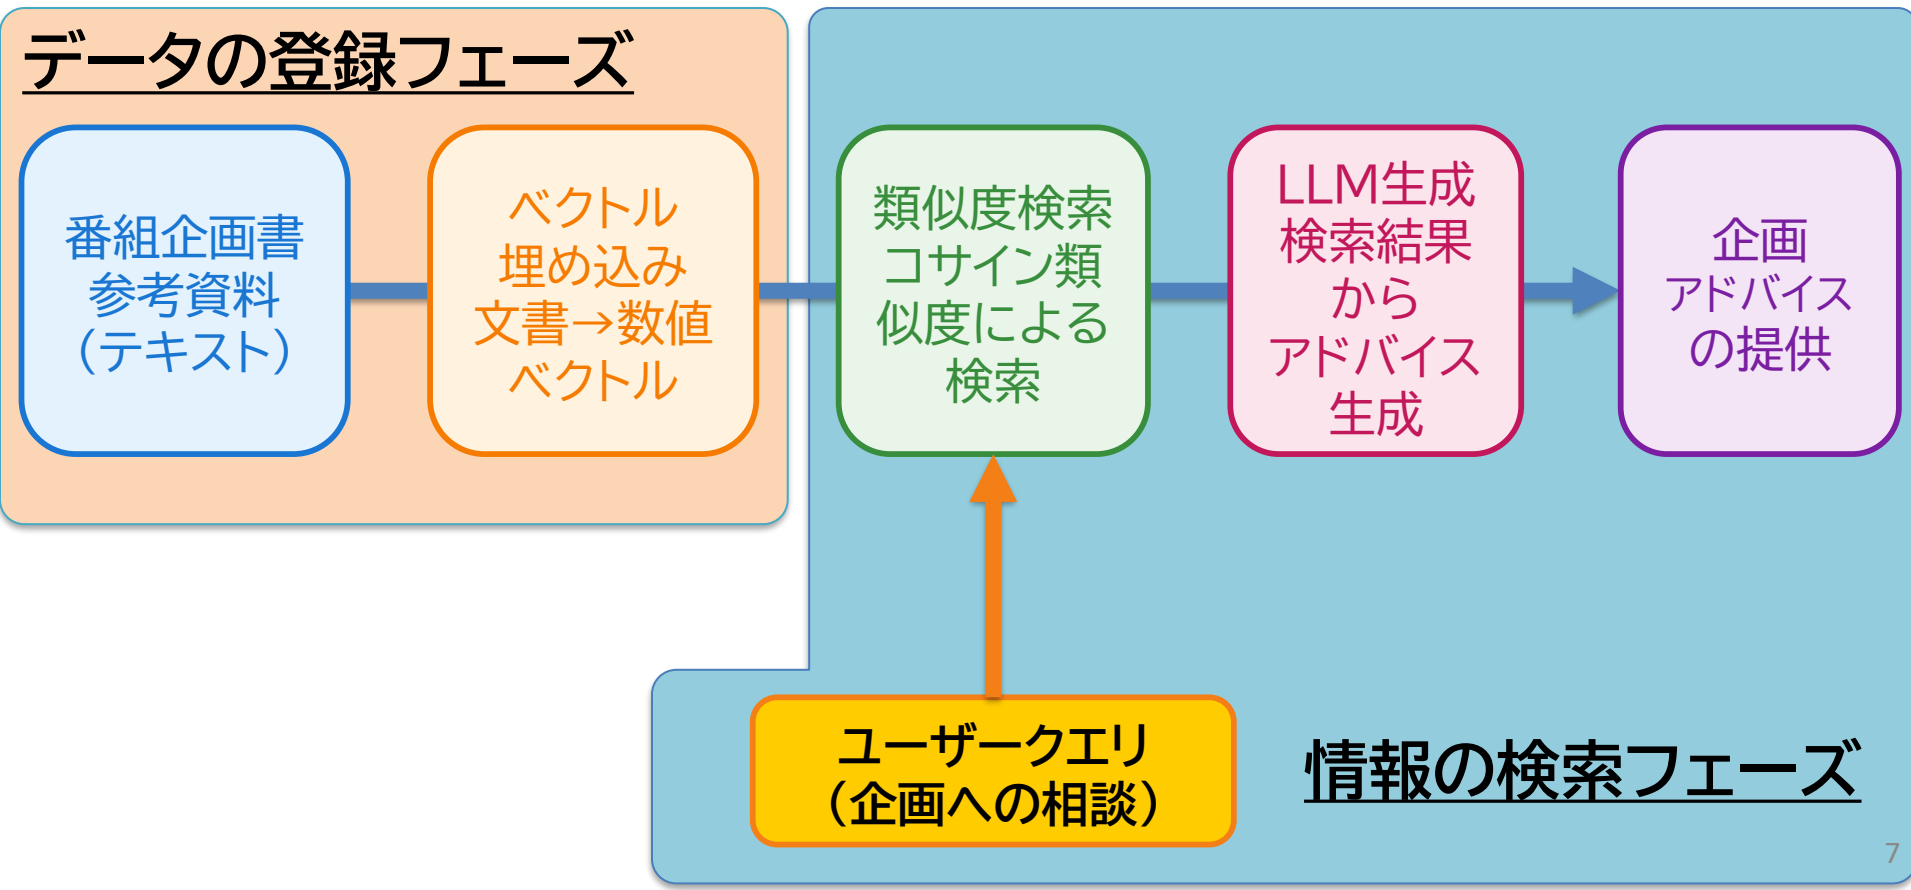 データの登録フェーズ
番組企画書
参考資料
（テキスト）
ベクトル
埋め込み
文書→数値
ベクトル
類似度検索
コサイン類
似度による
検索
LLM生成
検索結果
から
アドバイス
生成
企画
アドバイス
の提供
ユーザークエリ
（企画への相談）
情報の検索フェーズ
7